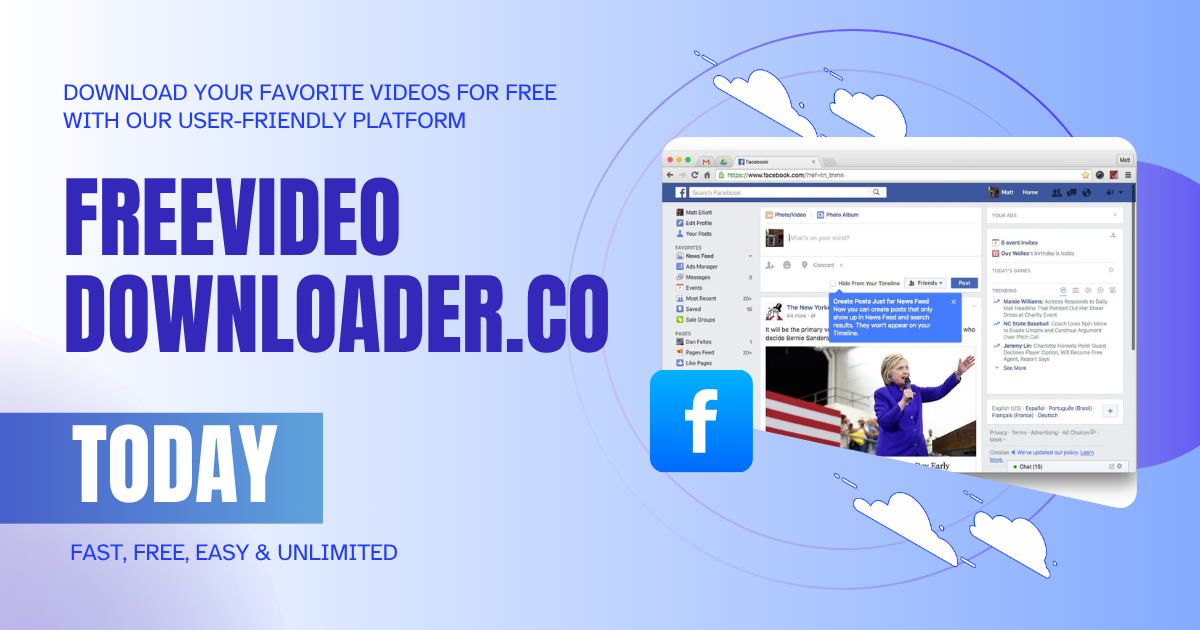 DOWNLOAD YOUR FAVORITE VIDEOS FOR FREE
WITH OUR USER-FRIENDLY PLATFORM
FREEVIDEO
DOWNLOADER.CO
TODAY
FAST, FREE, EASY & UNLIMITED
Facebook
Matt
https://www.facebook.com/?ref=tn_tnmn
f
Search Facebook
Matt
Home
Matt Elliott
Edit Profile
Your Posts
FAVORITES
News Feed
Ads Manager
Messages 3
Events
Most Recent 20+
Saved 16
Sale Groups
PAGES
Dan Feltes 1
Pages Feed 20+
Like Pages
Photo/Video
Photo Album
What's on your mind?
Concord
Hide From Your Timeline
Friends
Post
Create Posts Just for News Feed
Now you can create posts that only
show up in News Feed and search
results. They won't appear on your
Timeline.
The New York
44 mins
It will be the primary v
who
decide Bernie Sanders
Day Early
YOUR ADS
6 event invites
Guy Welles's birthday is today
TODAY'S GAMES
TRENDING
Maisie Williams: Actress Responds to Daily
Mail Headline That Pointed Out Her Sheer
Dress at Charity Event
NC State Baseball: Coach Uses Spin Move
to Evade Umpire and Continue Argument
Over Pitch Call
Jeremy Lin: Charlotte Hornets Point Guard
Declines Player Option, Will Become Free
Agent, Report Says
See More
English (US) · Español · Português (Brasil) ·
Français (France) · Deutsch
Privacy · Terms · Advertising · Ad Choices ·
More
Cookies
We've updated our policy. Learn
More.
Chat (15)
f